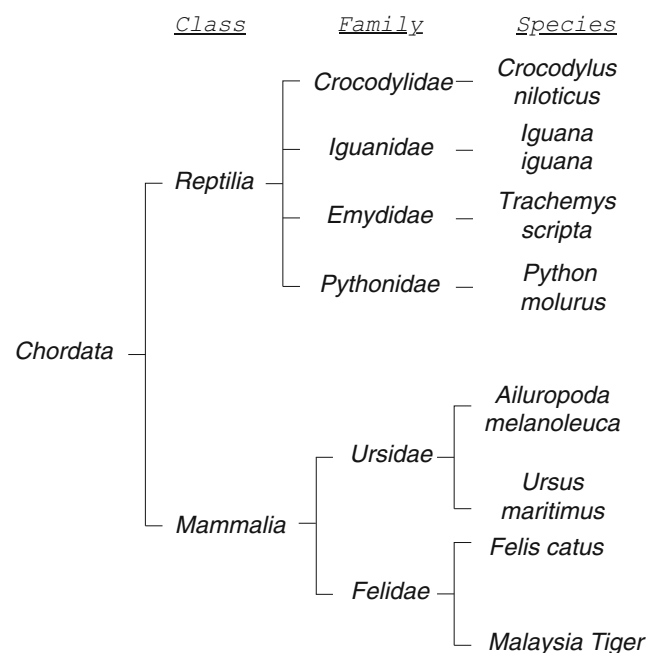 Class Family Species
Crocodylidae Crocodylus
niloticus
Iguanidae Iguana
iguana
Reptilia
Emydidae Trachemys
scripta
Pythonidae Python
molurus
Chordata
Ailuropoda
melanoleuca
Ursidae
Ursus
maritimus
Mammalia
Felis catus
Felidae
Malaysia Tiger